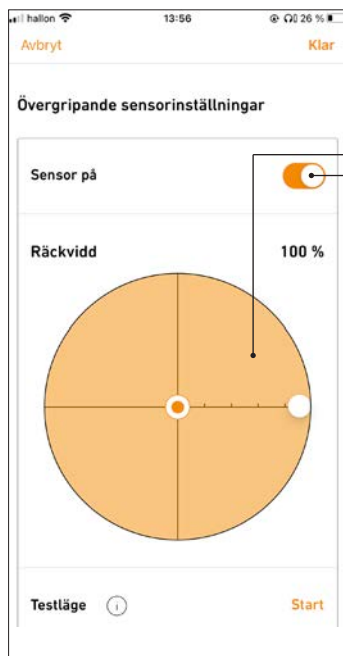 hallon 13:56 26 %
Avbryt Klar
Övergripande sensorinställningar
Sensor på
Räckvidd 100 %
Testläge i Start